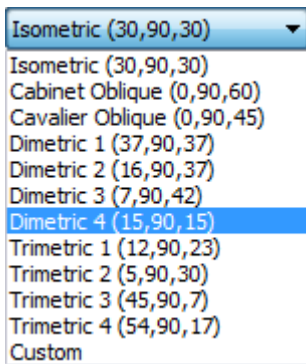 Isometric (30,90,30)
Isometric (30,90,30)
Cabinet Oblique (0,90,60)
Cavalier Oblique (0,90,45)
Dimetric 1 (37,90,37)
Dimetric 2 (16,90,37)
Dimetric 3 (7,90,42)
Dimetric 4 (15,90,15)
Trimetric 1 (12,90,23)
Trimetric 2 (5,90,30)
Trimetric 3 (45,90,7)
Trimetric 4 (54,90,17)
Custom